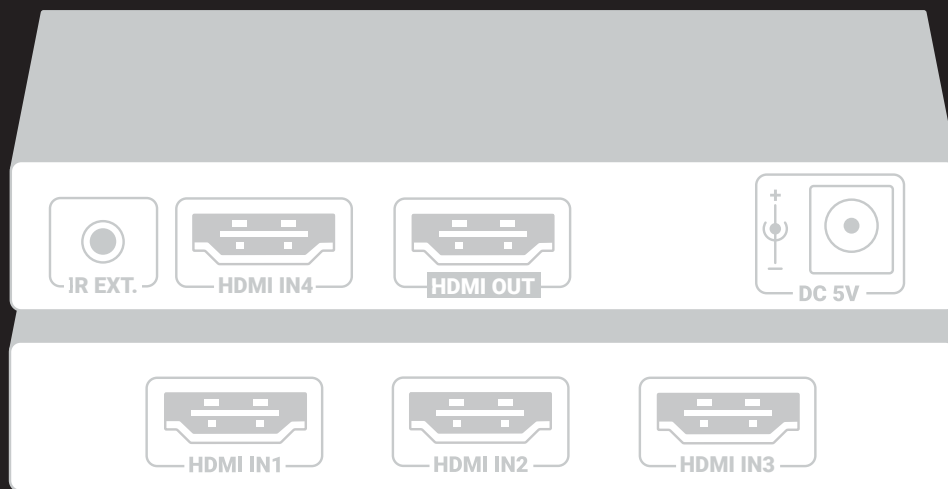 IR EXT.
HDMI IN4
HDMI OUT
+
−
DC 5V
HDMI IN1
HDMI IN2
HDMI IN3